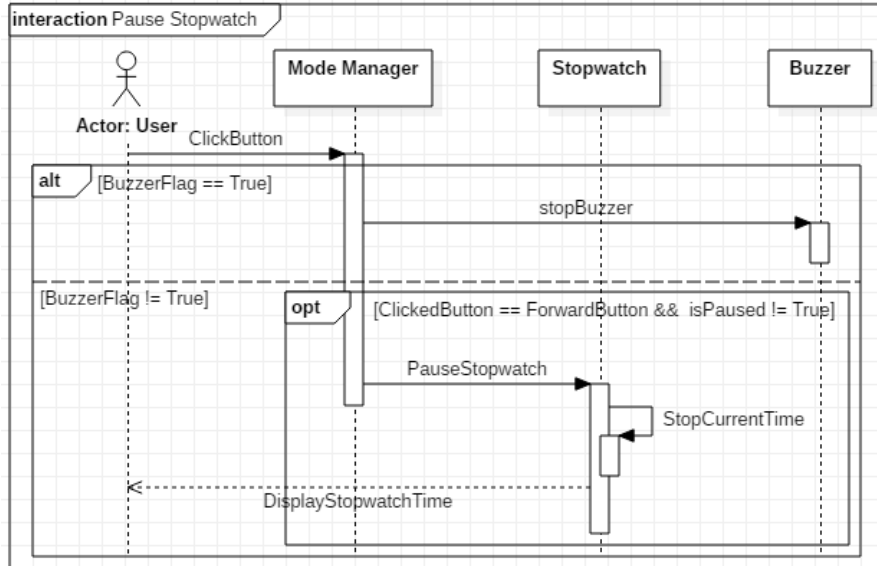 interaction Pause Stopwatch
Mode Manager
Stopwatch
Buzzer
Actor: User
ClickButton
alt
[BuzzerFlag == True]
stopBuzzer
[BuzzerFlag != True]
opt
[ClickedButton == ForwardButton && isPaused != True]
PauseStopwatch
StopCurrentTime
DisplayStopwatchTime